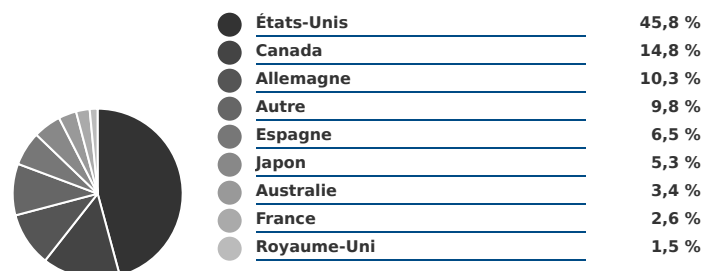 États-Unis 45,8 %
Canada 14,8 %
Allemagne 10,3 %
Autre 9,8 %
Espagne 6,5 %
Japon 5,3 %
Australie 3,4 %
France 2,6 %
Royaume-Uni 1,5 %